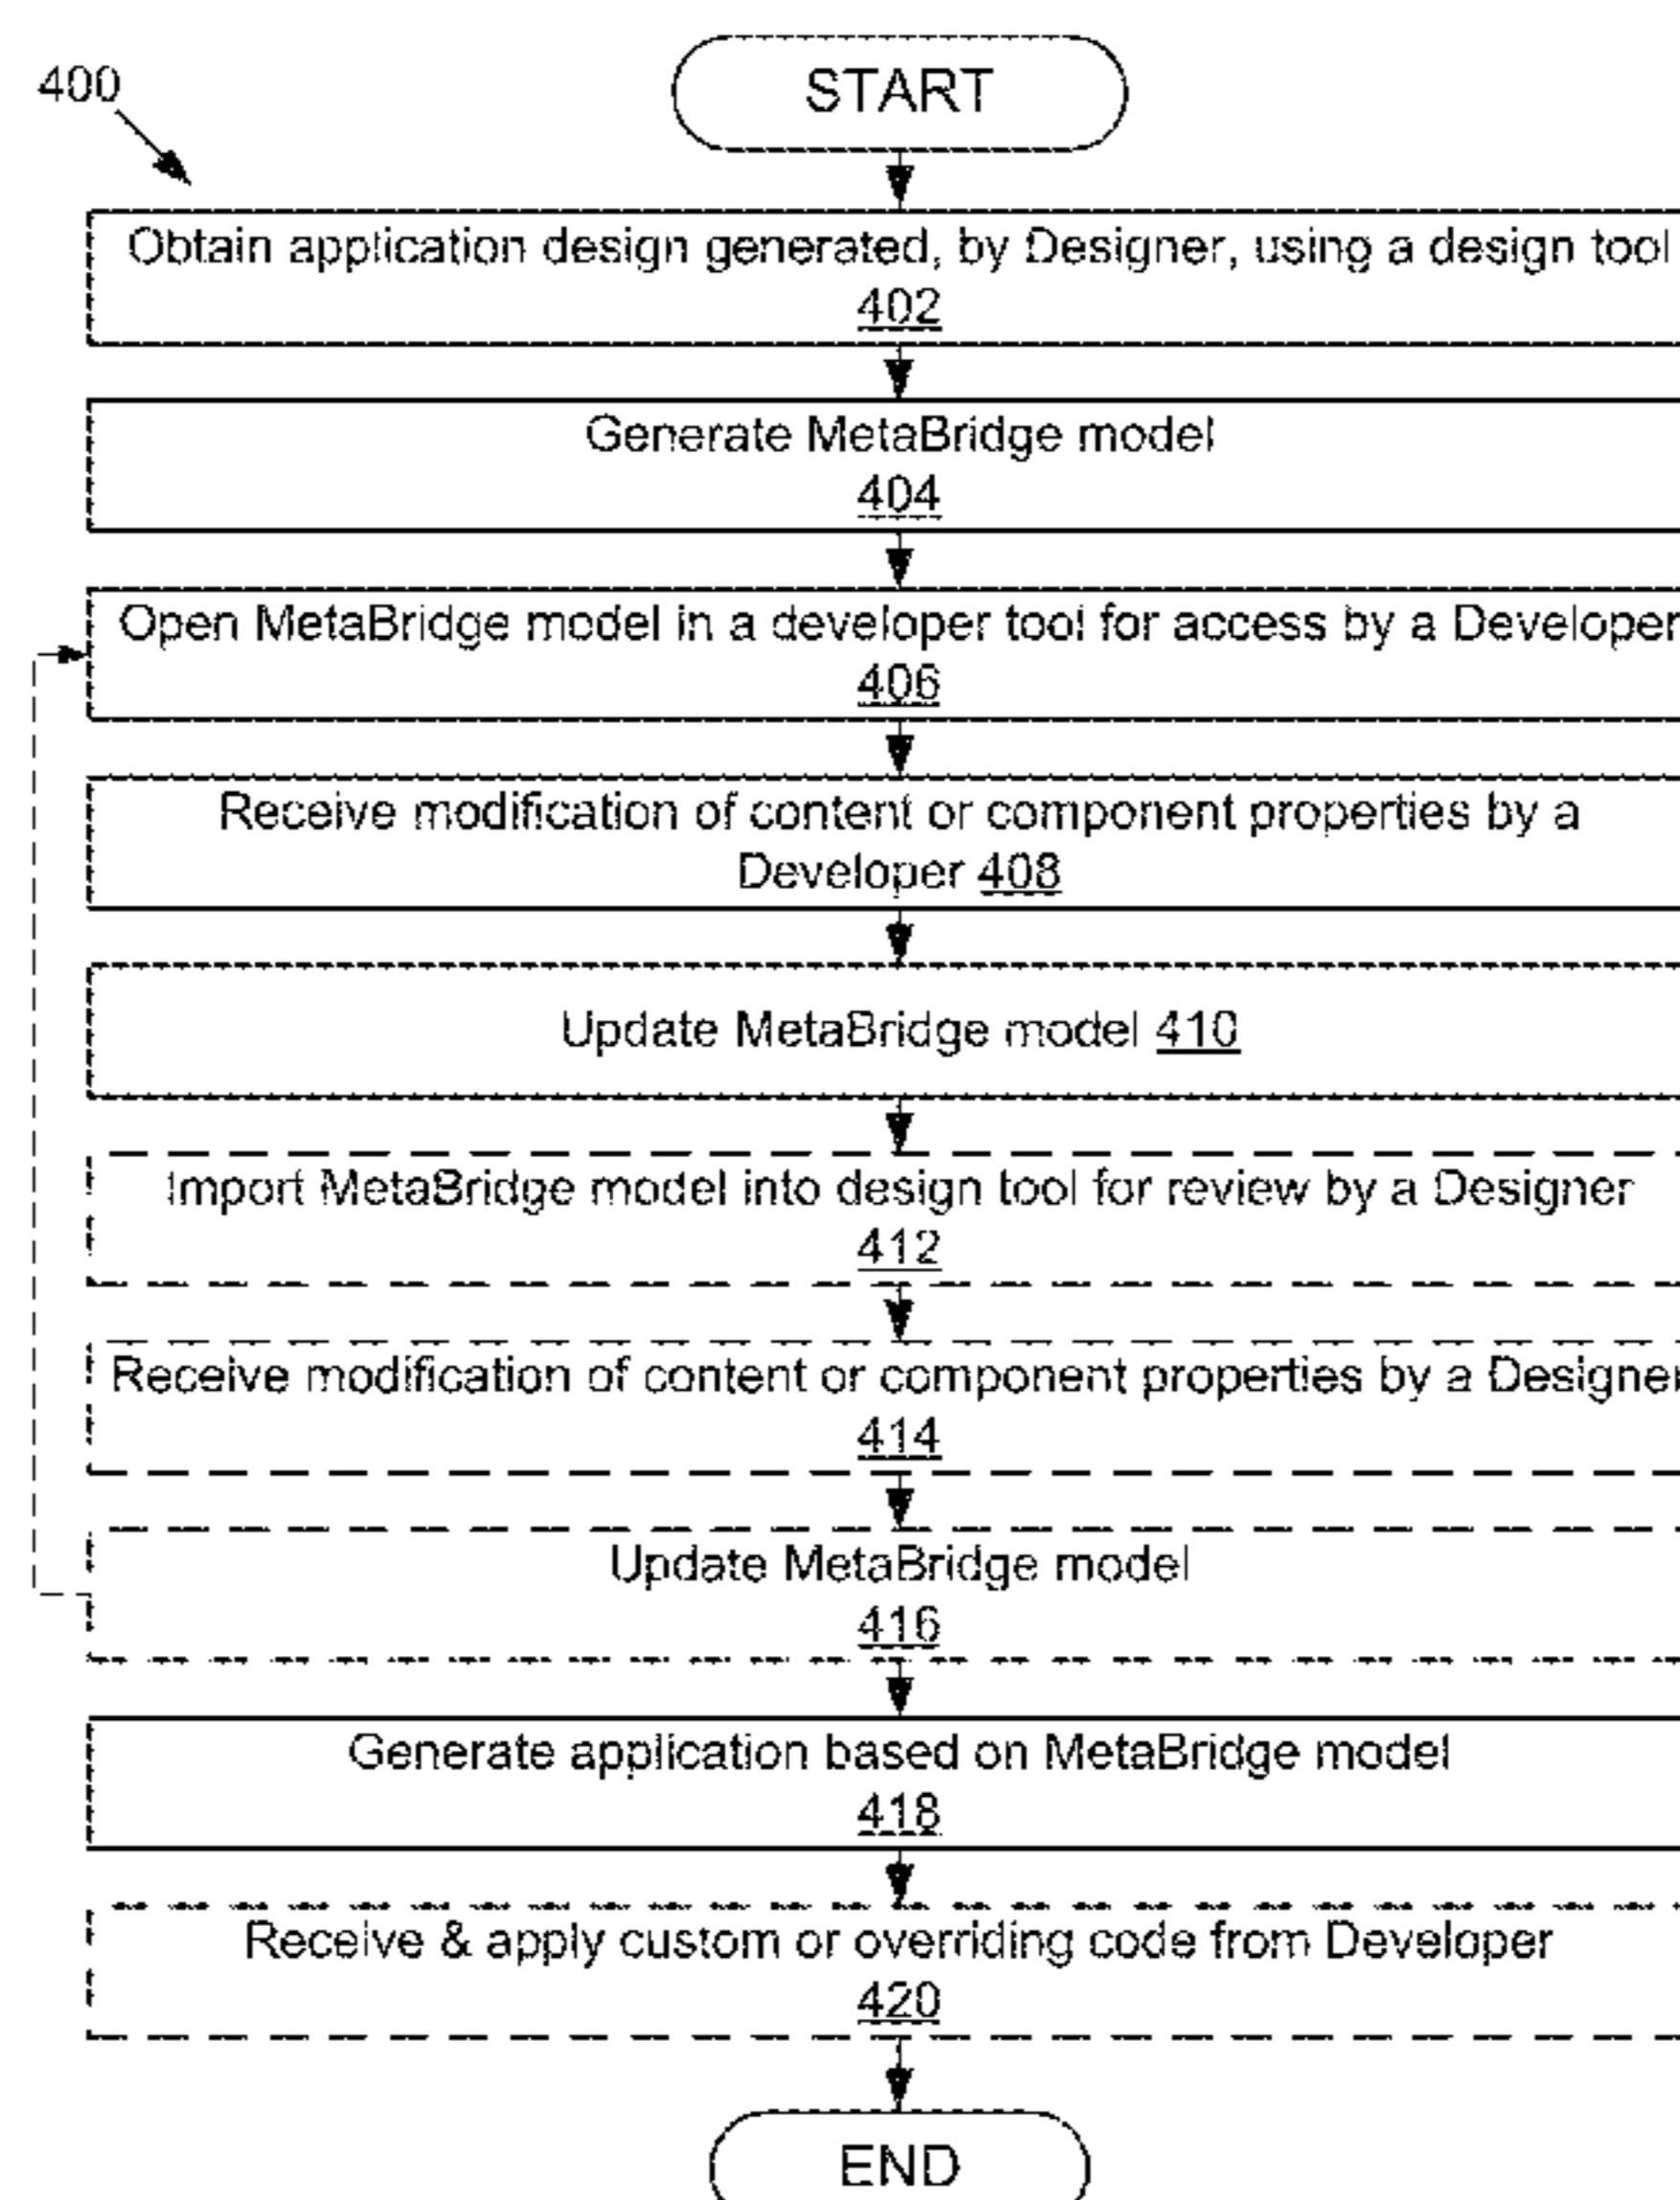 400
START
Obtain application design generated, by Designer, using a design tool
402
Generate MetaBridge model
404
Open MetaBridge model in a developer tool for access by a Developer
406
Receive modification of content or component properties by a
Developer 408
Update MetaBridge model 410
Import MetaBridge model into design tool for review by a Designer
412
Receive modification of content or component properties by a Designer
414
Update MetaBridge model
416
Generate application based on MetaBridge model
418
Receive & apply custom or overriding code from Developer
420
END